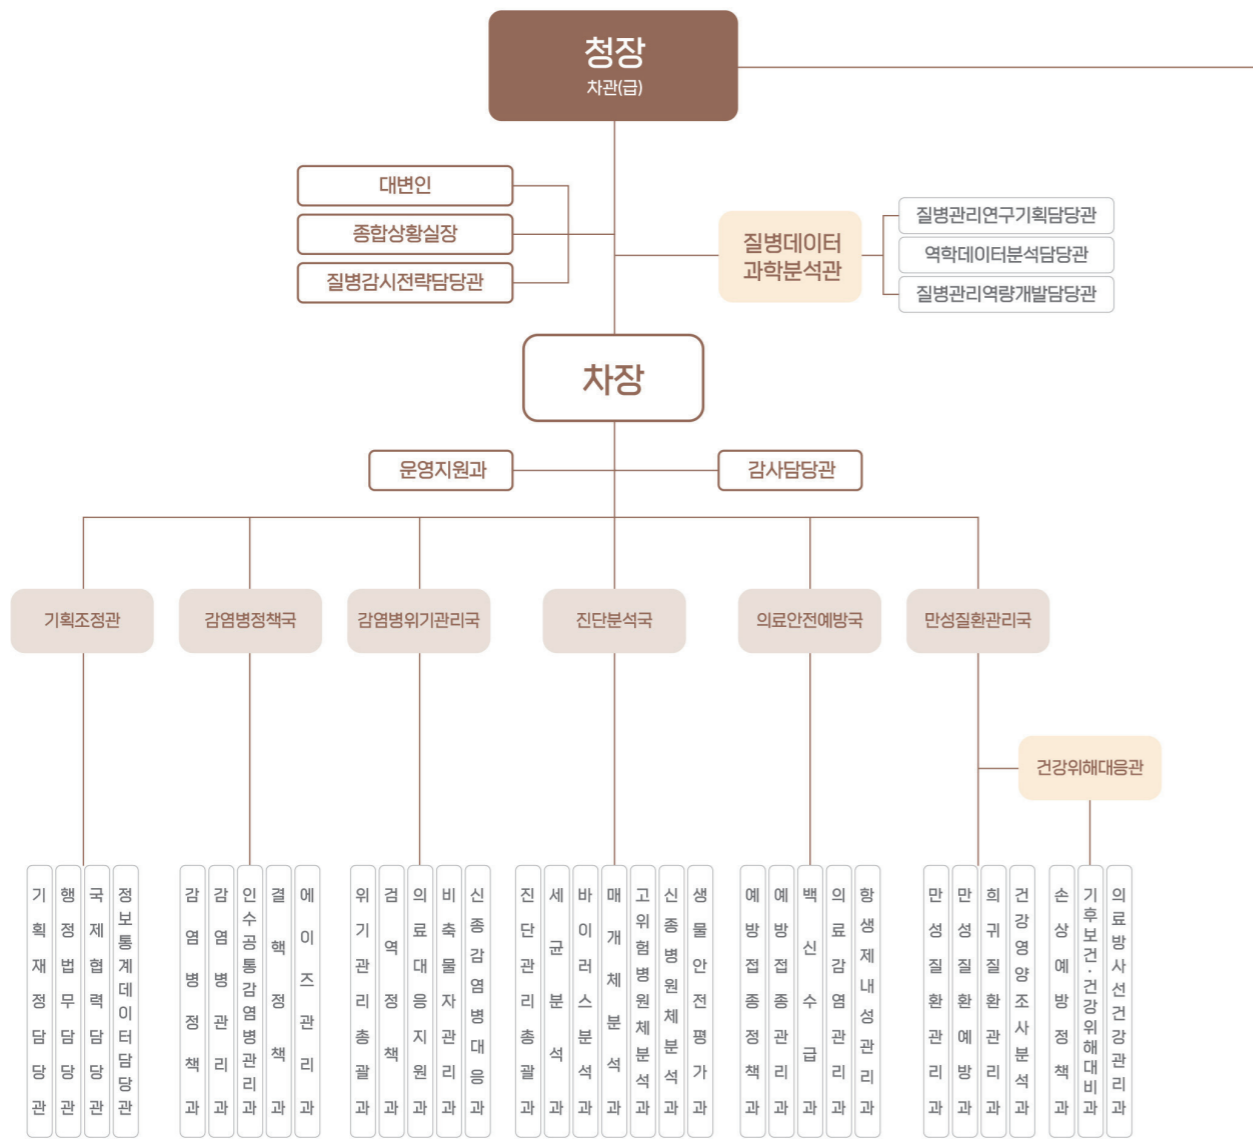 청장
차관(급)
대변인
종합상황실장
질병감시전략담당관
질병데이터
과학분석관
질병관리연구기획담당관
역학데이터분석담당관
질병관리역량개발담당관
차장
운영지원과
감사담당관
기획조정관
감염병정책국
감염병위기관리국
진단분석국
의료안전예방국
만성질환관리국
건강위해대응관
기획재정담당관
행정법무담당관
국제협력담당관
정보통계데이터담당관
감염병정책과
감염병관리과
인수공통감염병관리과
결핵정책과
에이즈관리과
위기관리총괄과
검역정책과
의료대응지원과
비축물자관리과
신종감염병대응과
진단관리총괄과
세균분석과
바이러스분석과
매개체분석과
고위험병원체분석과
신종병원체분석과
생물안전평가과
예방접종정책과
예방접종관리과
백신수급과
의료감염관리과
항생제내성관리과
만성질환관리과
만성질환예방과
희귀질환관리과
건강영양조사분석과
손상예방정책과
기후보건·건강위해대비과
의료방사선건강관리과